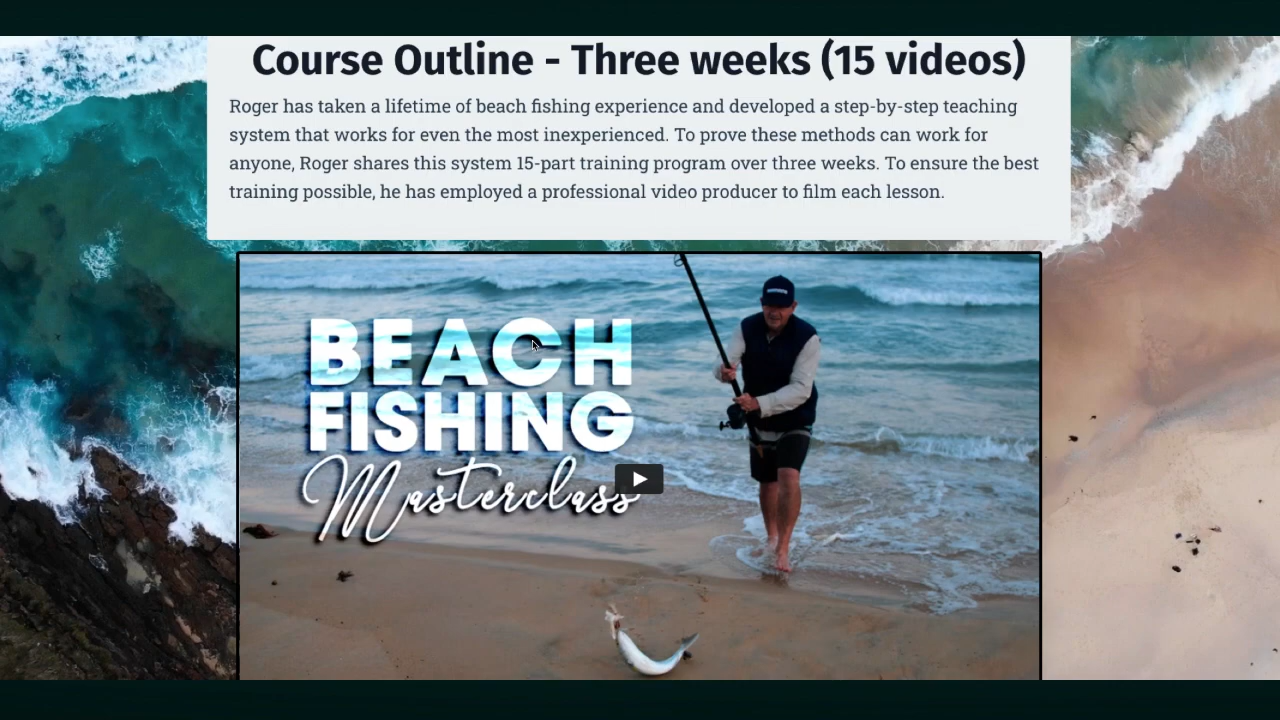 Course Outline - Three weeks (15 videos)
Roger has taken a lifetime of beach fishing experience and developed a step-by-step teaching
system that works for even the most inexperienced. To prove these methods can work for
anyone, Roger shares this system 15-part training program over three weeks. To ensure the best
training possible, he has employed a professional video producer to film each lesson.
BEACH
FISHING
Masterclass